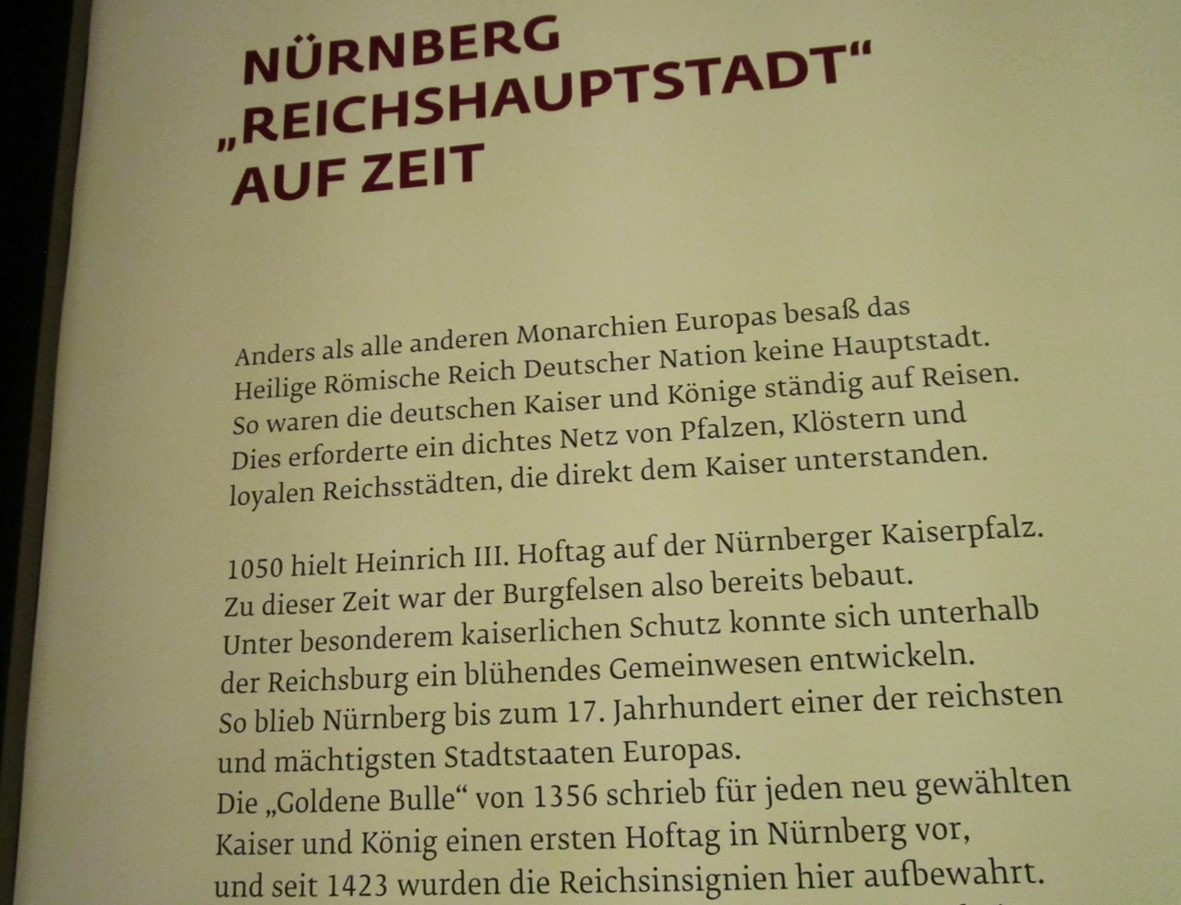 NÜRNBERG
„REICHSHAUPTSTADT“
AUF ZEIT
Anders als alle anderen Monarchien Europas besaß das
Heilige Römische Reich Deutscher Nation keine Hauptstadt.
So waren die deutschen Kaiser und Könige ständig auf Reisen.
Dies erforderte ein dichtes Netz von Pfalzen, Klöstern und
loyalen Reichsstädten, die direkt dem Kaiser unterstanden.
1050 hielt Heinrich III. Hoftag auf der Nürnberger Kaiserpfalz.
Zu dieser Zeit war der Burgfelsen also bereits bebaut.
Unter besonderem kaiserlichen Schutz konnte sich unterhalb
der Reichsburg ein blühendes Gemeinwesen entwickeln.
So blieb Nürnberg bis zum 17. Jahrhundert einer der reichsten
und mächtigsten Stadtstaaten Europas.
Die „Goldene Bulle“ von 1356 schrieb für jeden neu gewählten
Kaiser und König einen ersten Hoftag in Nürnberg vor,
und seit 1423 wurden die Reichsinsignien hier aufbewahrt.